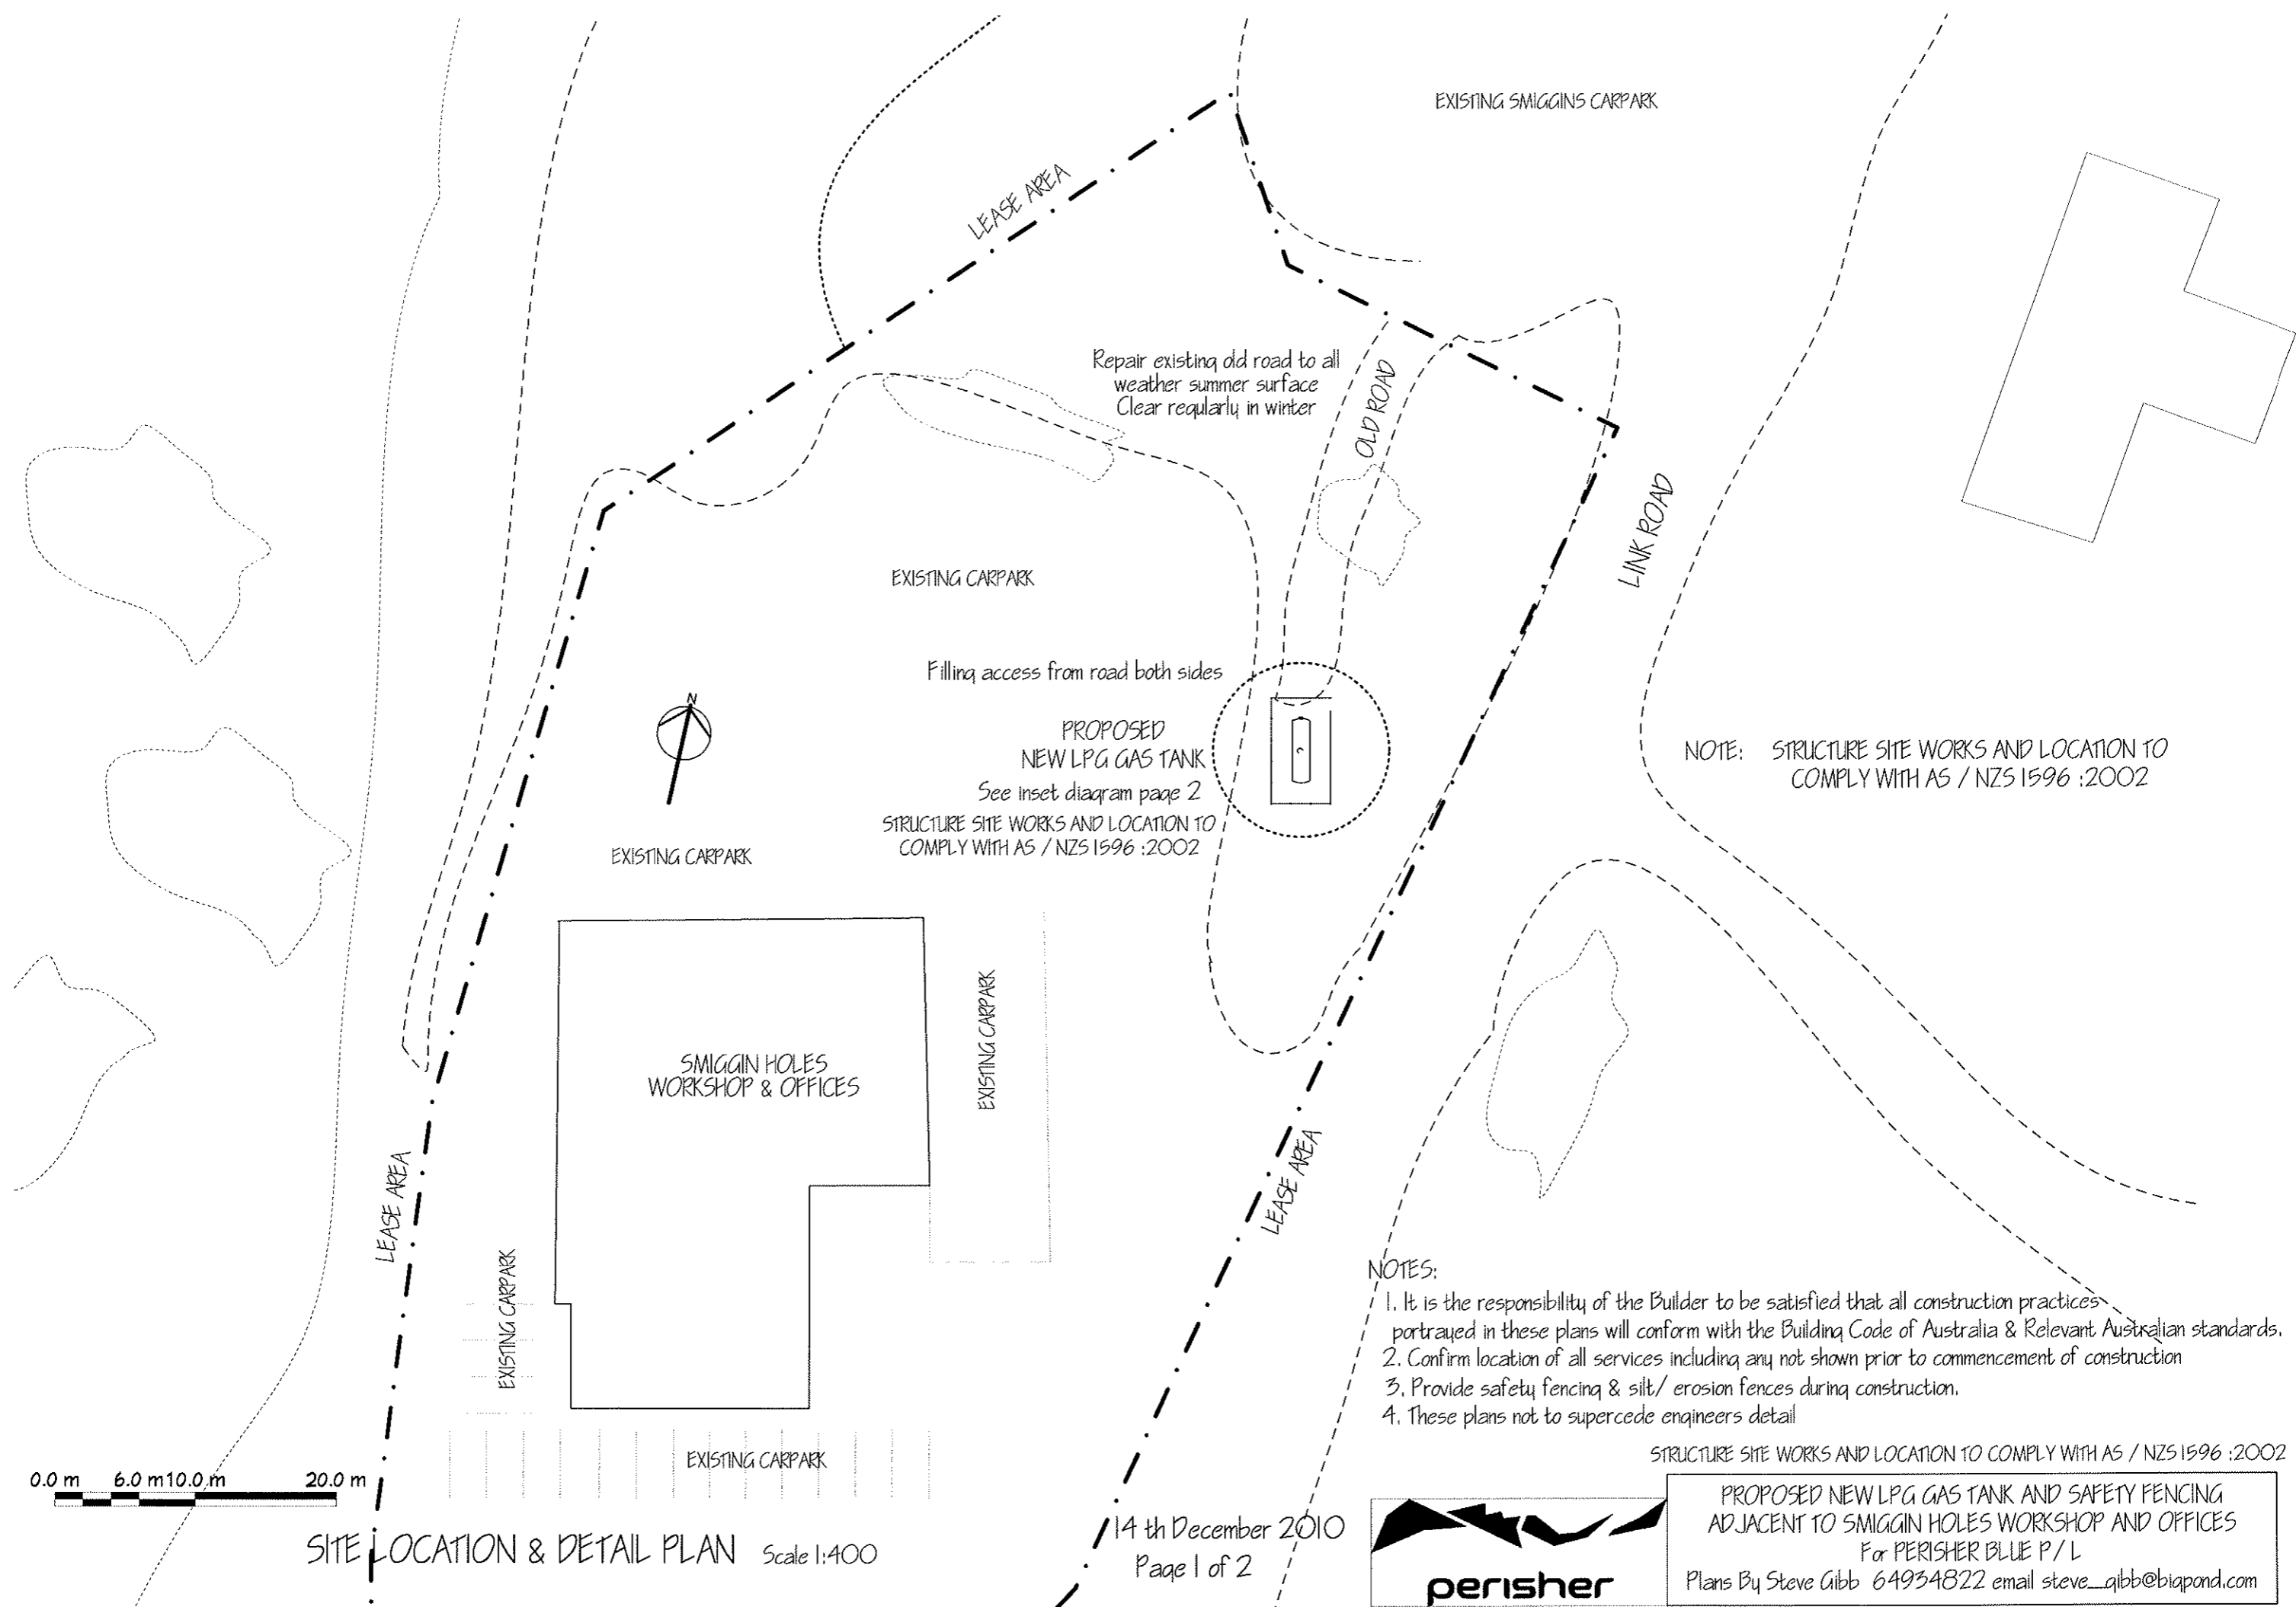 EXISTING SMIGGINS CARPARK
LEASE AREA
Repair existing old road to all
weather summer surface
Clear regularly in winter
OLD ROAD
LINK ROAD
EXISTING CARPARK
Filling access from road both sides
N
PROPOSED
NEW LPG GAS TANK
See inset diagram page 2
STRUCTURE SITE WORKS AND LOCATION TO
COMPLY WITH AS / NZS 1596 :2002
NOTE: STRUCTURE SITE WORKS AND LOCATION TO
COMPLY WITH AS / NZS 1596 :2002
EXISTING CARPARK
SMIGGIN HOLES
WORKSHOP & OFFICES
EXISTING CARPARK
LEASE AREA
LEASE AREA
EXISTING CARPARK
EXISTING CARPARK
NOTES:
1. It is the responsibility of the Builder to be satisfied that all construction practices
portrayed in these plans will conform with the Building Code of Australia & Relevant Australian standards.
2. Confirm location of all services including any not shown prior to commencement of construction
3. Provide safety fencing & silt/ erosion fences during construction.
4. These plans not to supercede engineers detail
STRUCTURE SITE WORKS AND LOCATION TO COMPLY WITH AS / NZS 1596 :2002
0.0 m 6.0 m 10.0 m 20.0 m
SITE LOCATION & DETAIL PLAN Scale 1:400
14 th December 2010
Page 1 of 2
perisher
PROPOSED NEW LPG GAS TANK AND SAFETY FENCING
ADJACENT TO SMIGGIN HOLES WORKSHOP AND OFFICES
For PERISHER BLUE P / L
Plans By Steve Gibb 64934822 email steve_gibb@bigpond.com